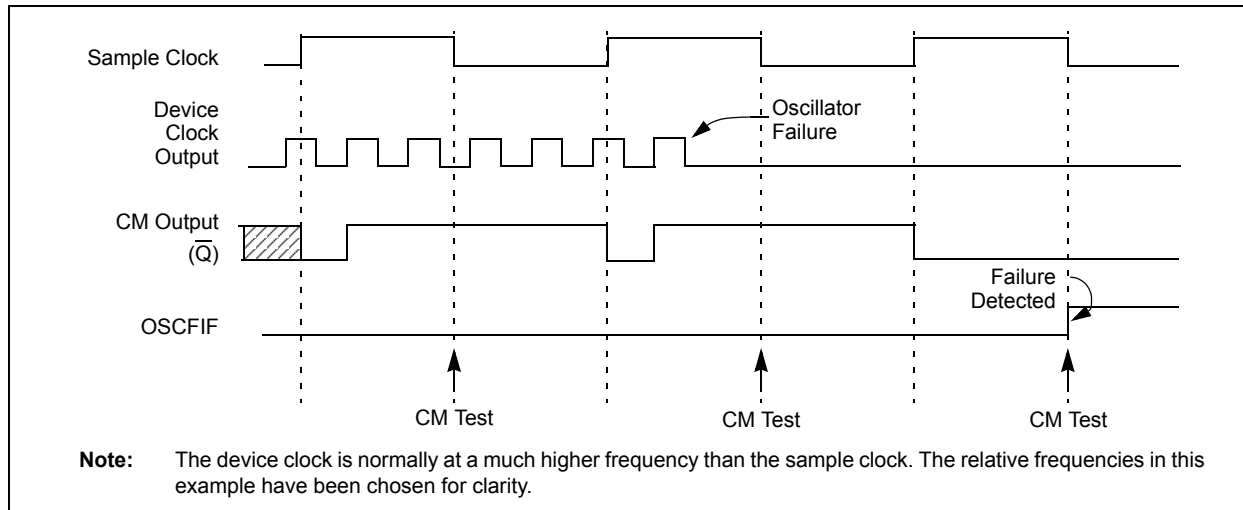 Sample Clock
Device
Clock
Output
Oscillator
Failure
CM Output
(Q̅)
Failure
Detected
OSCFIF
CM Test
CM Test
CM Test
Note: The device clock is normally at a much higher frequency than the sample clock. The relative frequencies in this
example have been chosen for clarity.